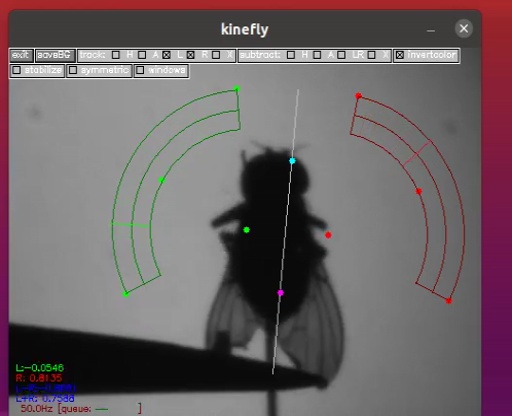 kinefly
exit saveBG track: H A L R X subtract: H A LR X invertcolor
stabilize symmetric windows
L:-0.0546
R: 0.8135
L+R: 0.7588
50.0Hz [queue: ]